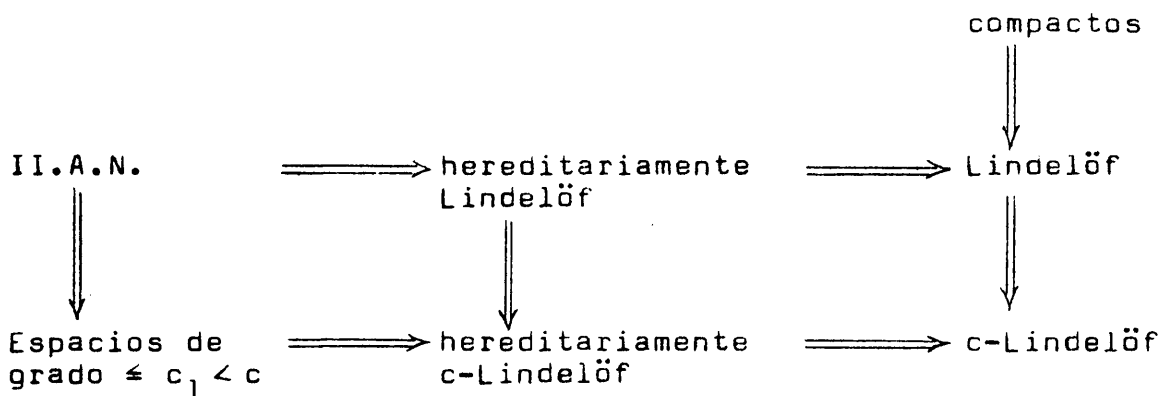 compactos
II.A.N.
hereditariamente
Lindelöf
Lindelöf
Espacios de
grado ≤ c₁ < c
hereditariamente
c-Lindelöf
c-Lindelöf